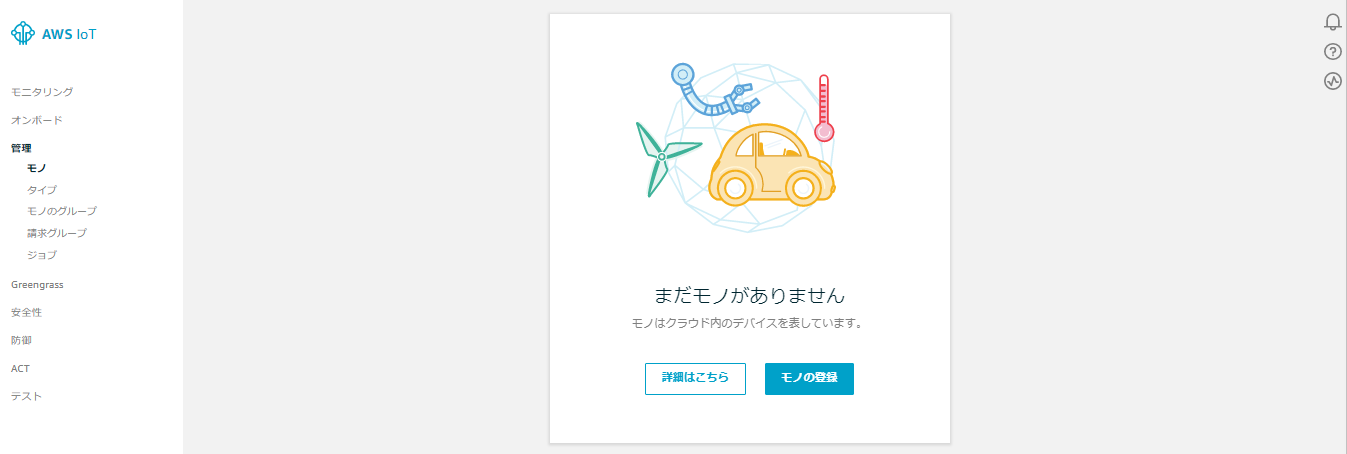 AWS IoT
モニタリング
オンボード
管理
モノ
タイプ
モノのグループ
請求グループ
ジョブ
Greengrass
安全性
防御
ACT
テスト
まだモノがありません
モノはクラウド内のデバイスを表しています。
詳細はこちら
モノの登録